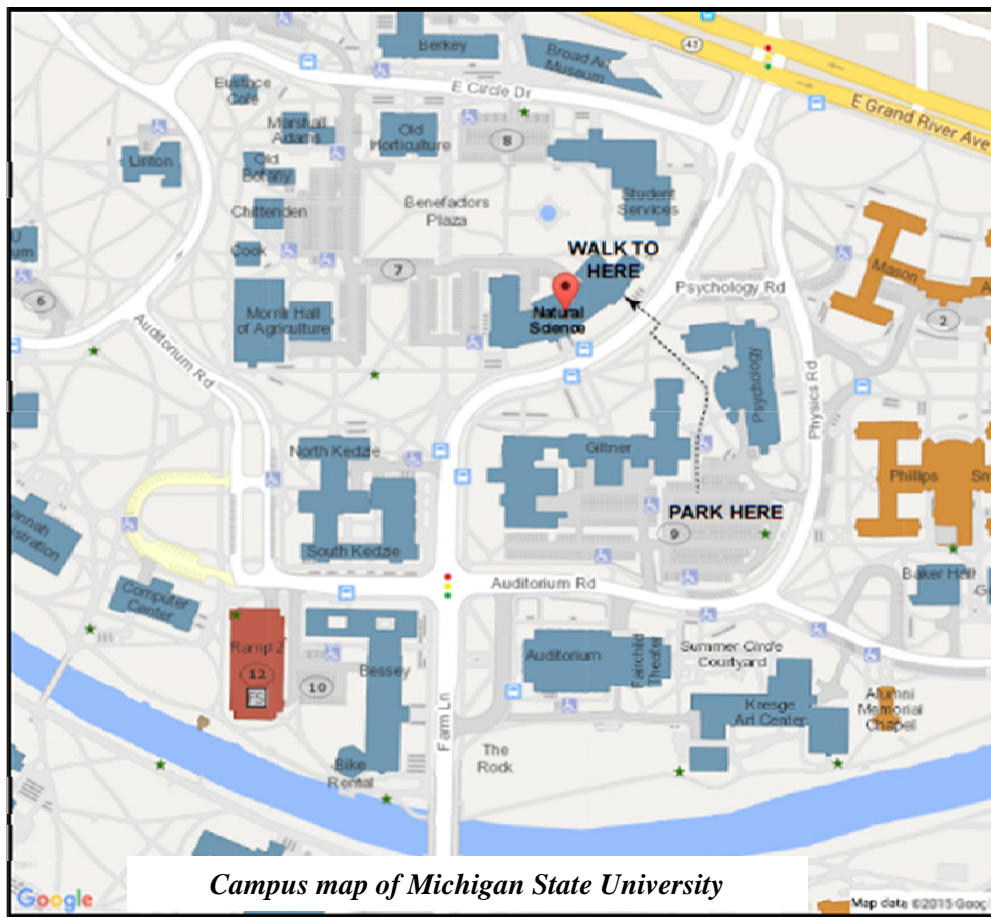 Berkey
Broad Art
Museum
43
E Grand River Ave
Eustace
Cafe
E Circle Dr
Marshall
Adams
Old
Horticulture
8
Linton
Old
Botany
Student
Services
Chittenden
Benefactors
Plaza
Cook
WALK TO
HERE
Mason
6
7
Psychology Rd
2
Morrill Hall
of Agriculture
Natural
Science
Auditorium Rd
Psychology
Physics Rd
North Kedzie
Giltner
Phillips
PARK HERE
9
South Kedzie
Auditorium Rd
Baker Hall
Computer
Center
Ramp 2
12
10
Bessey
Auditorium
Fairchild
Theater
Summer Circle
Courtyard
Kresge
Art Center
Alumni
Memorial
Chapel
Farm Ln
The
Rock
Bike
Rental
Campus map of Michigan State University
Google
Map data ©2015 Goog